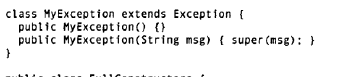 class MyException extends Exception {
public MyException() {}
public MyException(String msg) { super(msg); }
}
public class FullConstructors {